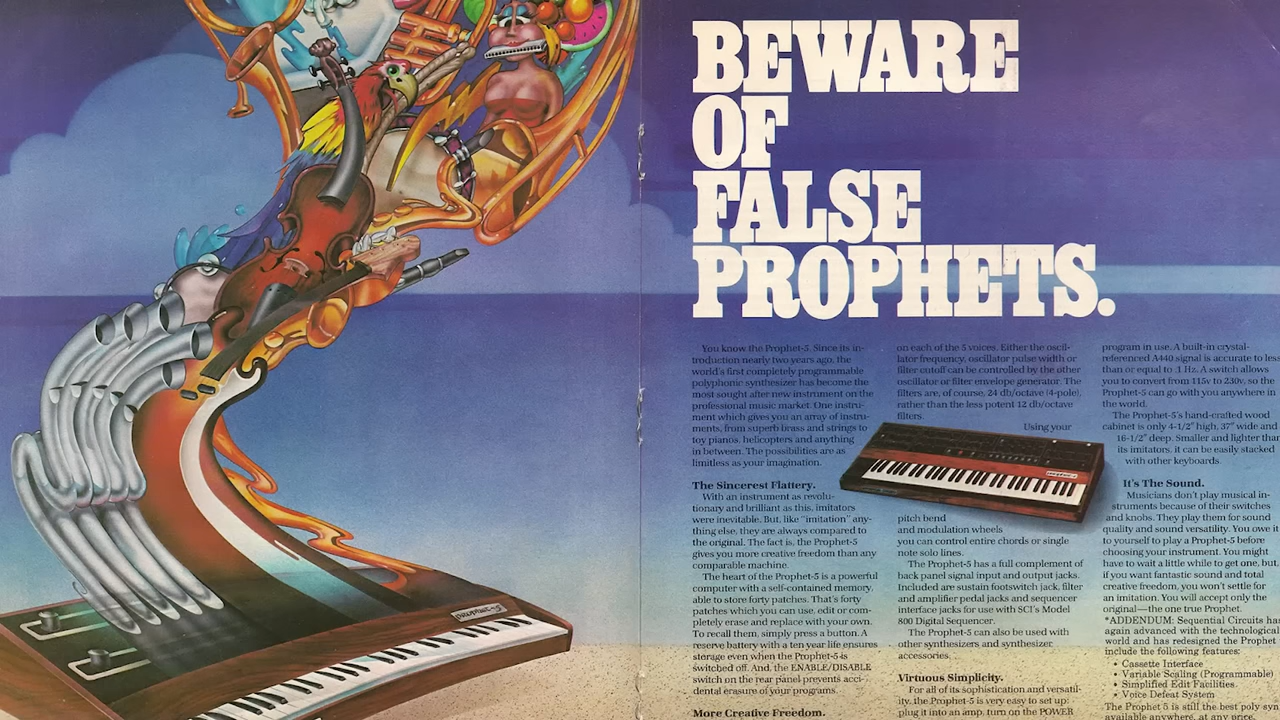 BEWARE
OF
FALSE
PROPHETS.
You know the Prophet-5. Since its in-
troduction nearly two years ago, the
world's first completely programmable
polyphonic synthesizer has become the
most sought after new instrument on the
professional music market. One instru-
ment which gives you an array of instru-
ments, from superb brass and strings to
toy pianos, helicopters and anything
in between. The possibilities are as
limitless as your imagination.
The Sincerest Flattery.
With an instrument as revolu-
tionary and brilliant as this, imitators
were inevitable. But, like "imitation" any-
thing else, they are always compared to
the original. The fact is, the Prophet-5
gives you more creative freedom than any
comparable machine.
The heart of the Prophet-5 is a powerful
computer with a self-contained memory,
able to store forty patches. That's forty
patches which you can use, edit or com-
pletely erase and replace with your own.
To recall them, simply press a button. A
reserve battery with a ten year life ensures
storage even when the Prophet-5 is
switched off. And, the ENABLE/DISABLE
switch on the rear panel prevents acci-
dental erasure of your programs.
More Creative Freedom.
on each of the 5 voices. Either the oscil-
lator frequency, oscillator pulse width or
filter cutoff can be controlled by the other
oscillator or filter envelope generator. The
filters are, of course, 24 db/octave (4-pole),
rather than the less potent 12 db/octave
filters.
Using your
pitch bend
and modulation wheels
you can control entire chords or single
note solo lines.
The Prophet-5 has a full complement of
back panel signal input and output jacks.
Included are sustain footswitch jack, filter
and amplifier pedal jacks and sequencer
interface jacks for use with SCI's Model
800 Digital Sequencer.
The Prophet-5 can also be used with
other synthesizers and synthesizer
accessories.
Virtuous Simplicity.
For all of its sophistication and versatil-
ity, the Prophet-5 is very easy to set up:
plug it into an amp, turn on the POWER
program in use. A built-in crystal-
referenced A440 signal is accurate to less
than or equal to .1 Hz. A switch allows
you to convert from 115v to 230v, so the
Prophet-5 can go with you anywhere in
the world.
The Prophet-5's hand-crafted wood
cabinet is only 4-1/2" high, 37" wide and
16-1/2" deep. Smaller and lighter than
its imitators, it can be easily stacked
with other keyboards.
It's The Sound.
Musicians don't play musical in-
struments because of their switches
and knobs. They play them for sound
quality and sound versatility. You owe it
to yourself to play a Prophet-5 before
choosing your instrument. You might
have to wait a little while to get one, but,
if you want fantastic sound and total
creative freedom, you won't settle for
an imitation. You will accept only the
original—the one true Prophet.
*ADDENDUM: Sequential Circuits has
again advanced with the technological
world and has redesigned the Prophet
include the following features:
• Cassette Interface
• Variable Scaling (Programmable)
• Simplified Edit Facilities
• Voice Defeat System
The Prophet 5 is still the best poly syn
available anywhere, at any price.
prophet-5